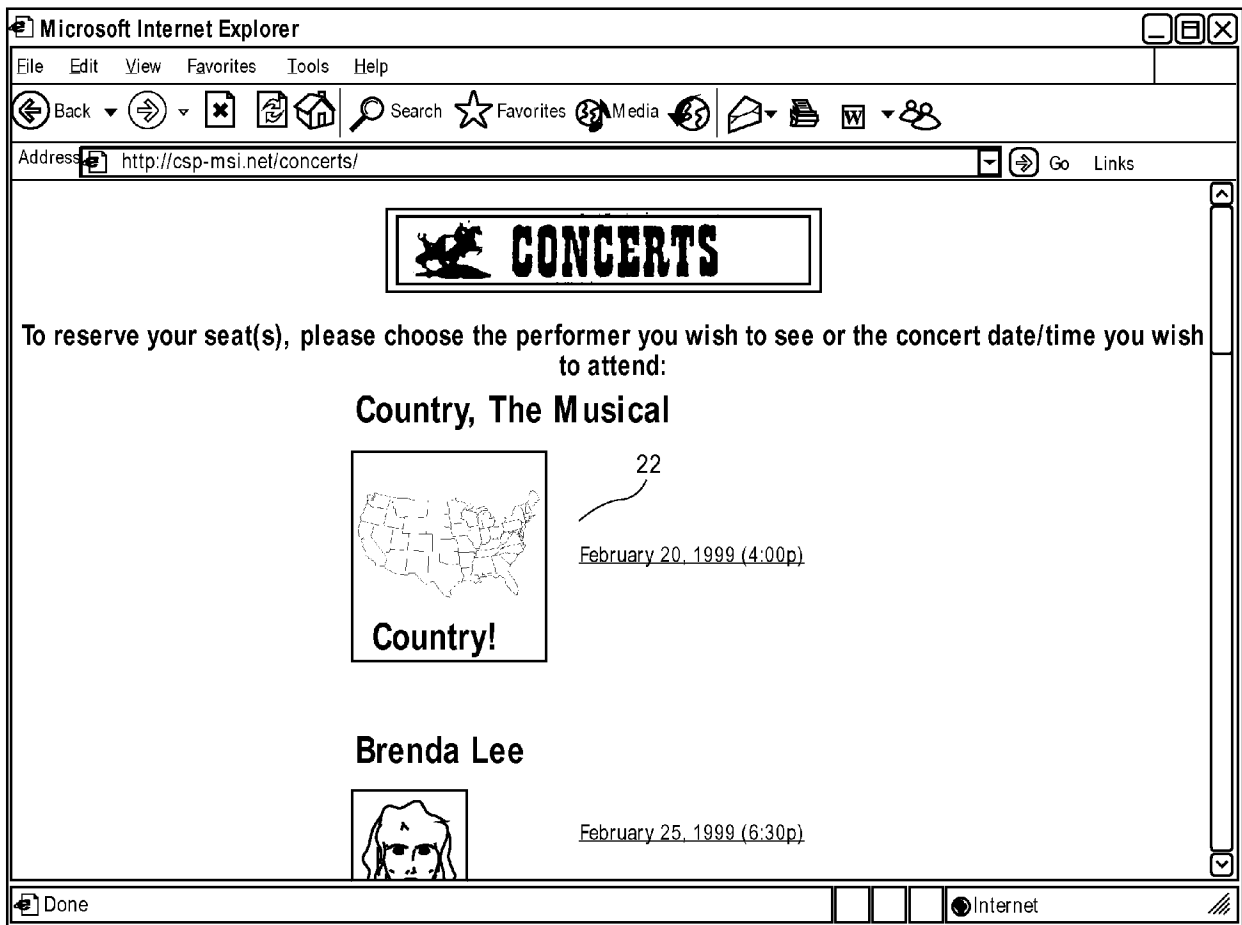 Microsoft Internet Explorer
File Edit View Favorites Tools Help
Back Search Favorites Media W
Address http://csp-msi.net/concerts/ Go Links
CONCERTS
To reserve your seat(s), please choose the performer you wish to see or the concert date/time you wish
to attend:
Country, The Musical
22
February 20, 1999 (4:00p)
Country!
Brenda Lee
February 25, 1999 (6:30p)
Done Internet